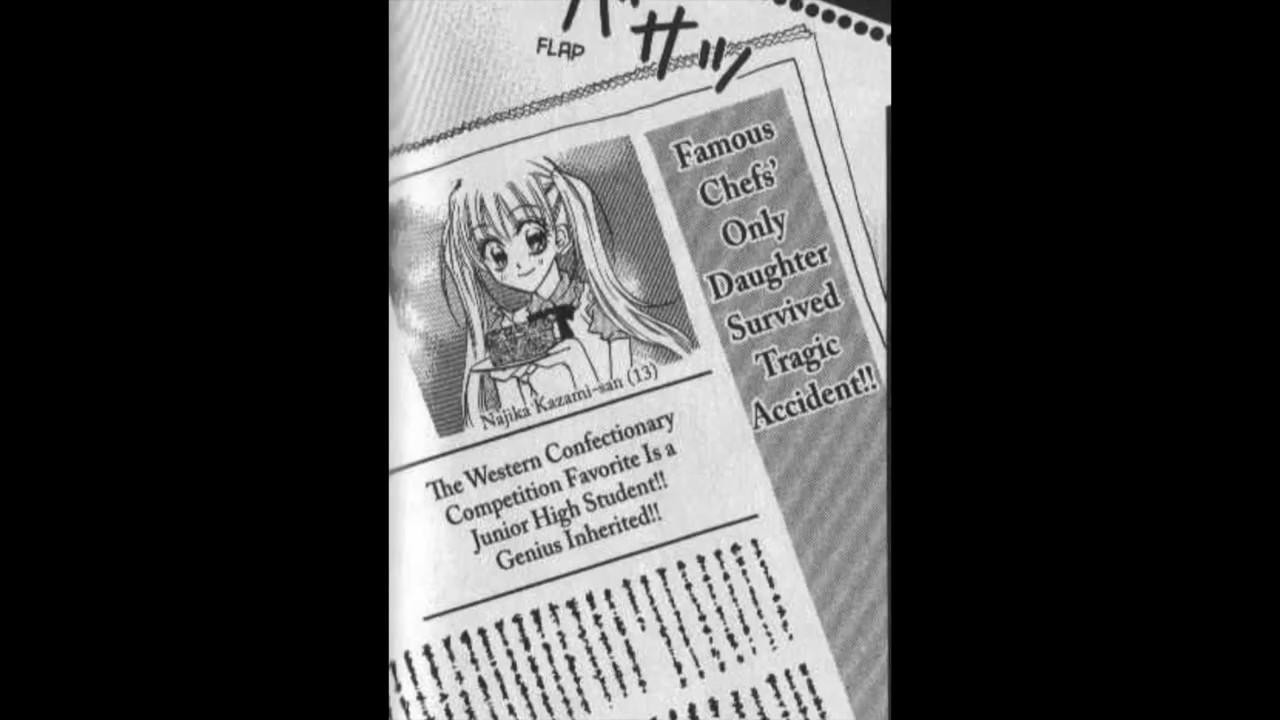 バサッ
FLAP
Famous
Chefs'
Only
Daughter
Survived
Tragic
Accident!!
Najika Kazami-san (13)
The Western Confectionary
Competition Favorite Is a
Junior High Student!!
Genius Inherited!!